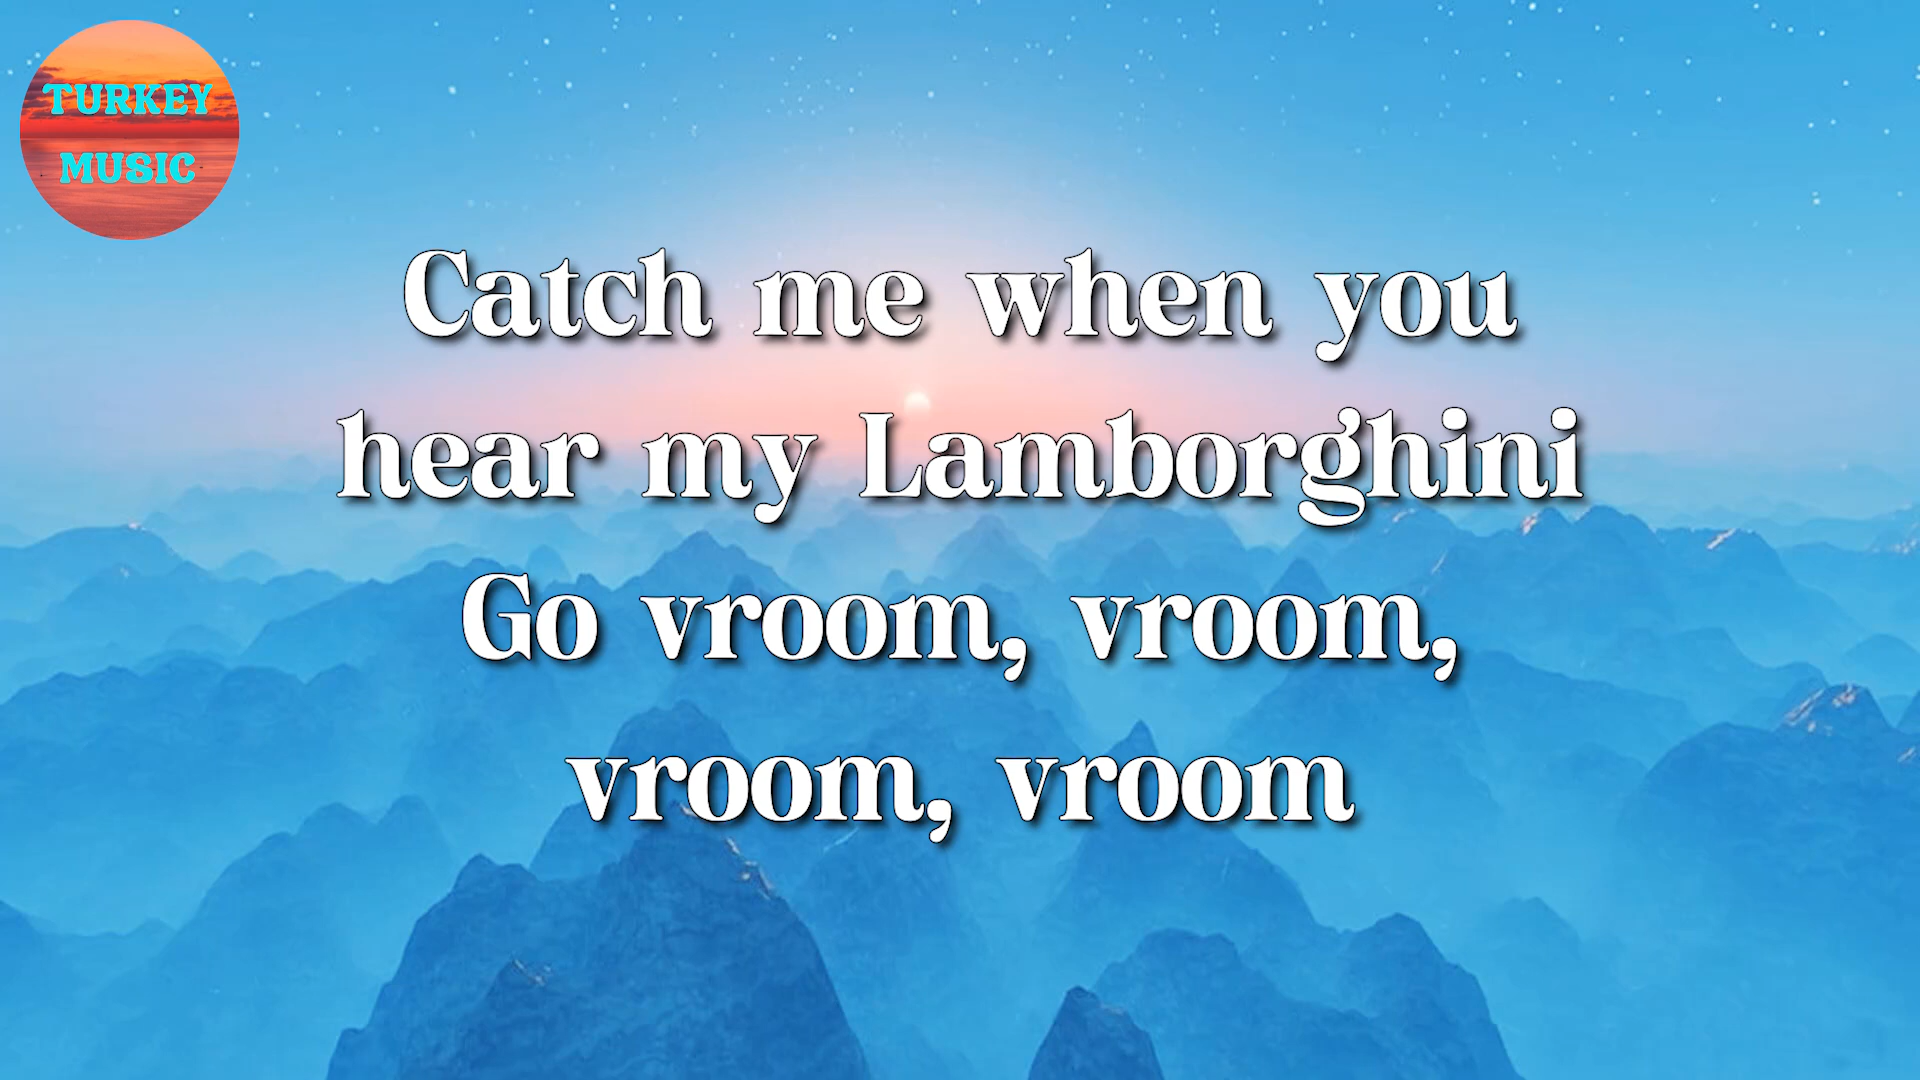 TURKEY
MUSIC
Catch me when you
hear my Lamborghini
Go vroom, vroom,
vroom, vroom